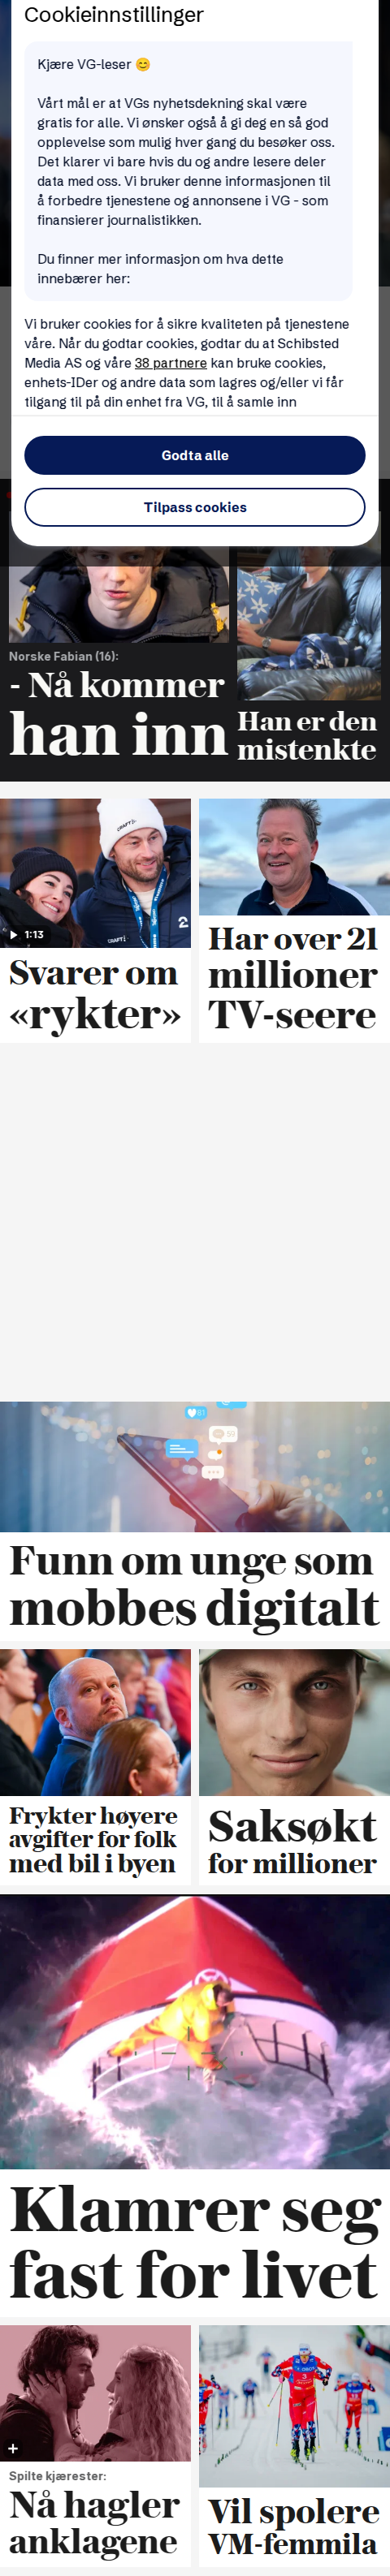 Cookieinnstillinger
Kjære VG-leser 😊
Vårt mål er at VGs nyhetsdekning skal være
gratis for alle. Vi ønsker også å gi deg en så god
opplevelse som mulig hver gang du besøker oss.
Det klarer vi bare hvis du og andre lesere deler
data med oss. Vi bruker denne informasjonen til
å forbedre tjenestene og annonsene i VG - som
finansierer journalistikken.
Du finner mer informasjon om hva dette
innebærer her:
Vi bruker cookies for å sikre kvaliteten på tjenestene
våre. Når du godtar cookies, godtar du at Schibsted
Media AS og våre 38 partnere kan bruke cookies,
enhets-IDer og andre data som lagres og/eller vi får
tilgang til på din enhet fra VG, til å samle inn
Godta alle
Tilpass cookies
Norske Fabian (16):
- Nå kommer
han inn
Han er den
mistenkte
CRAFT
CRAFT
2
1:13
Svarer om
«rykter»
Har over 21
millioner
TV-seere
81
59
Funn om unge som
mobbes digitalt
Frykter høyere
avgifter for folk
med bil i byen
Saksøkt
for millioner
Klamrer seg
fast for livet
+
Spilte kjærester:
Nå hagler
anklagene
3
Vil spolere
VM-femmila